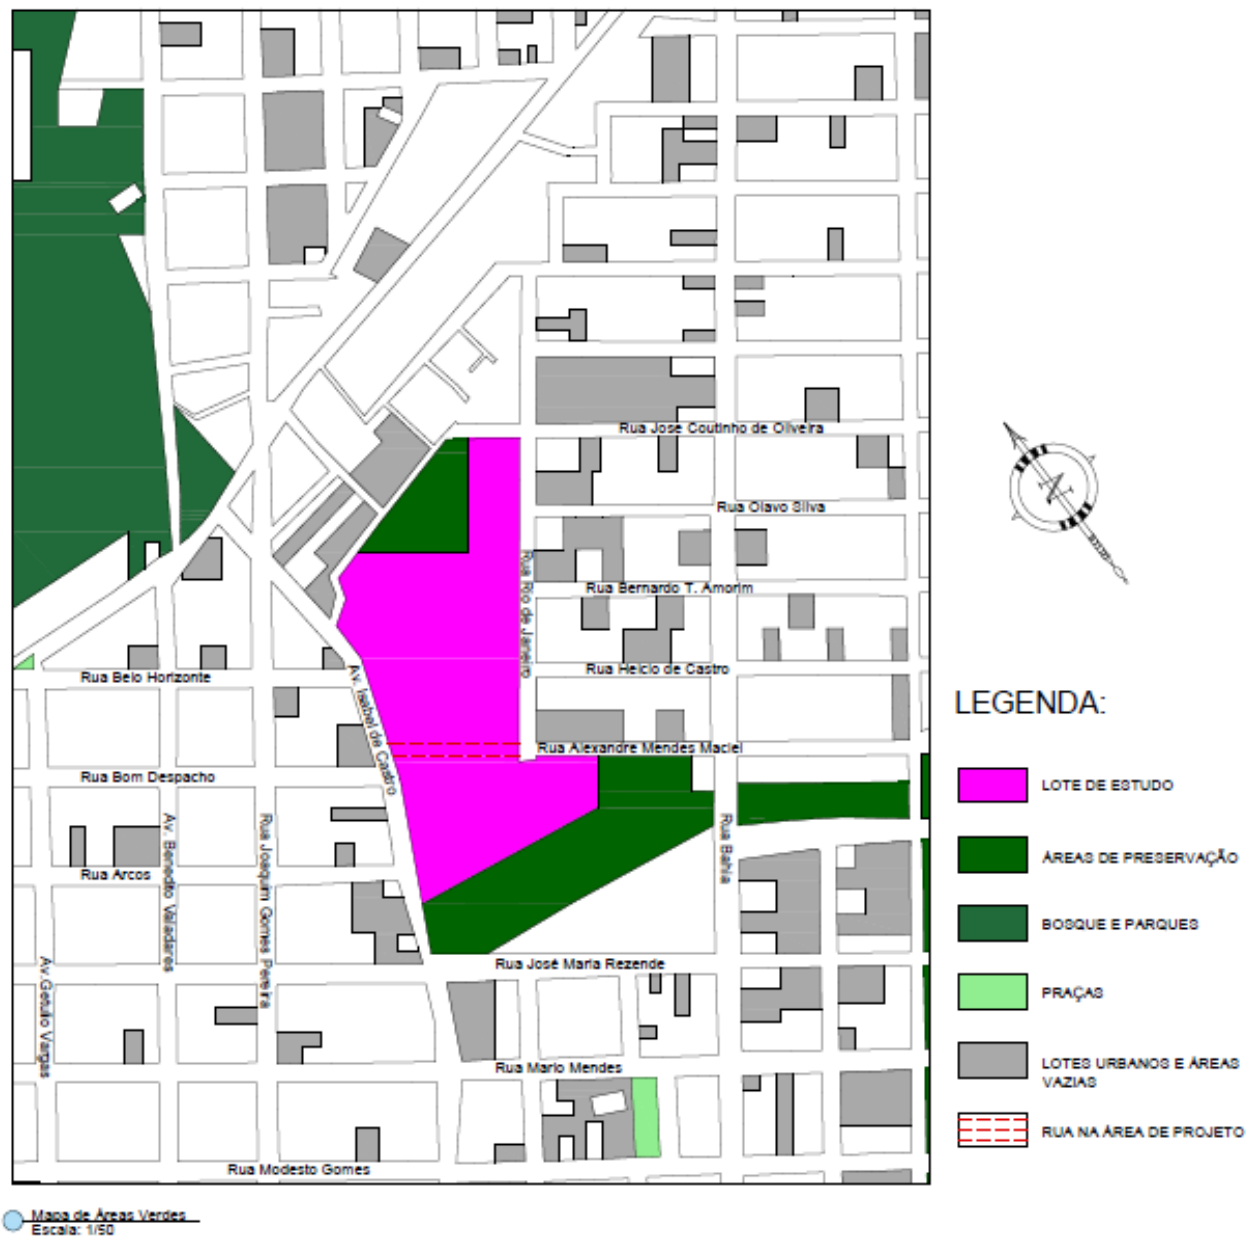 Rua José Coutinho de Oliveira
Rua Olavo Silva
Rua Rio de Janeiro
Rua Bernardo T. Amorim
Rua Helcio de Castro
Rua Belo Horizonte
Av. Isabel de Castro
Rua Alexandre Mendes Maciel
Rua Bom Despacho
Rua Arcos
Av. Benedito Valadares
Rua Joaquim Gomes Pereira
Rua Bahia
Av. Getulio Vargas
Rua José Maria Rezende
Rua Mario Mendes
Rua Modesto Gomes
N
LEGENDA:
LOTE DE ESTUDO
ÁREAS DE PRESERVAÇÃO
BOSQUE E PARQUES
PRAÇAS
LOTES URBANOS E ÁREAS
VAZIAS
RUA NA ÁREA DE PROJETO
Mapa de Áreas Verdes
Escala: 1/50